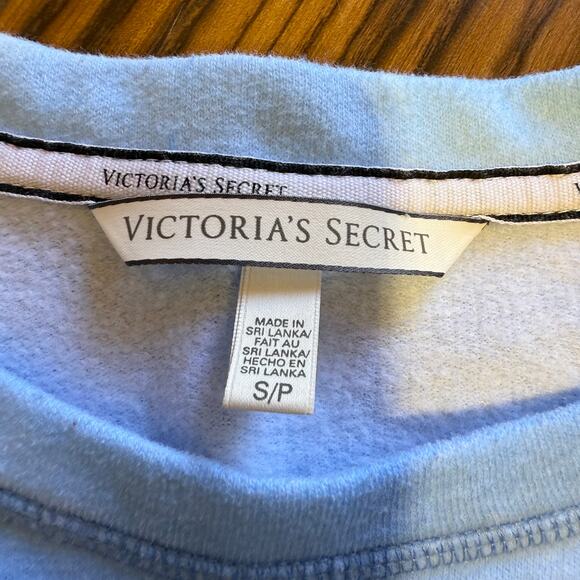 VICTORIA'S SECRET
VICTORIA'S SECRET
MADE IN
SRI LANKA/
FAIT AU
SRI LANKA/
HECHO EN
SRI LANKA
S/P